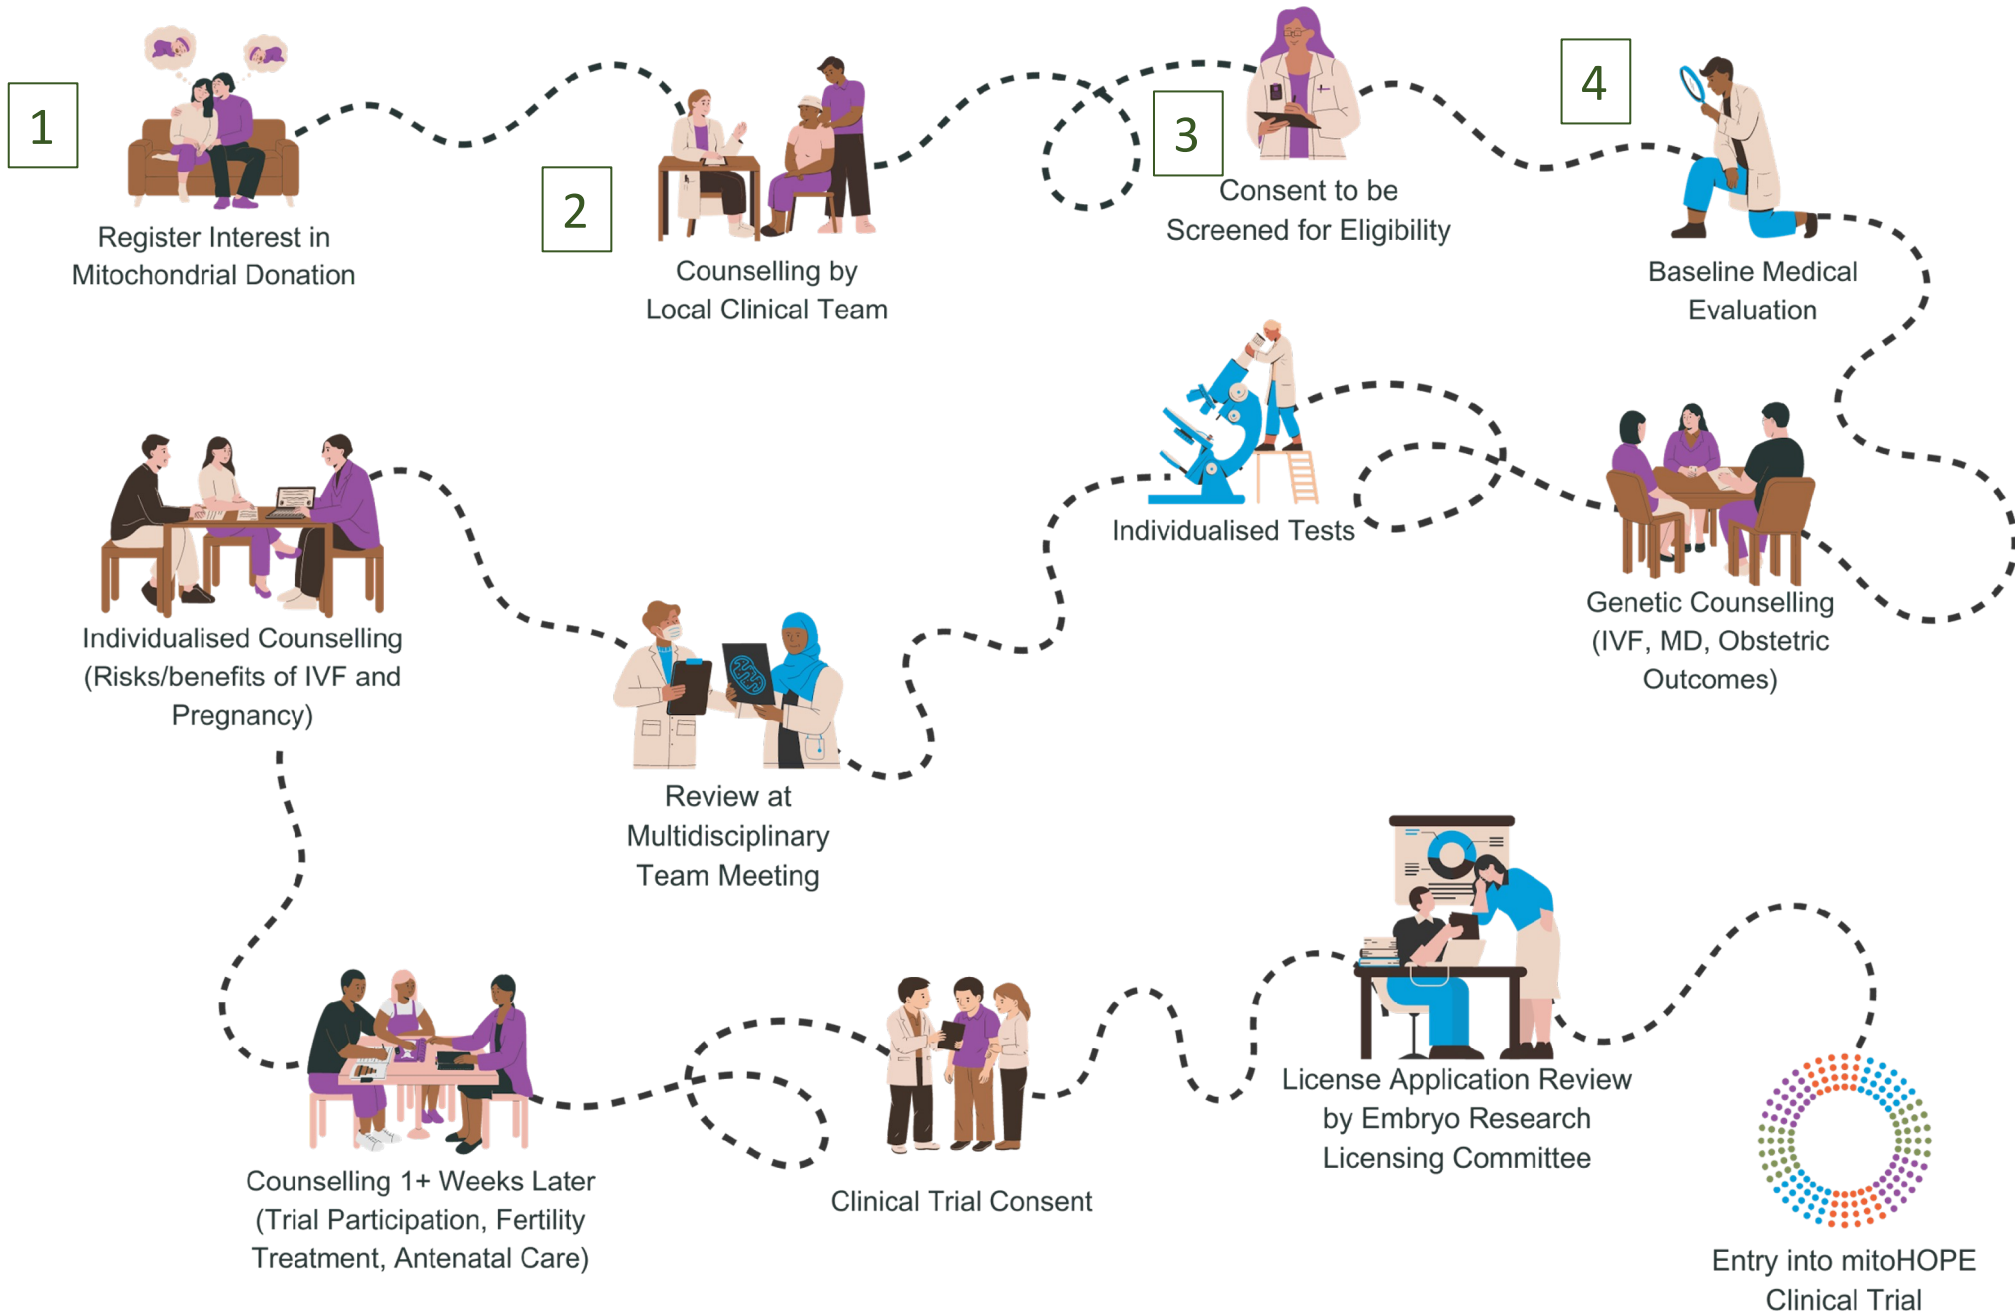 1
Register Interest in
Mitochondrial Donation
2
Counselling by
Local Clinical Team
3
Consent to be
Screened for Eligibility
4
Baseline Medical
Evaluation
Genetic Counselling
(IVF, MD, Obstetric
Outcomes)
Individualised Tests
Review at
Multidisciplinary
Team Meeting
Individualised Counselling
(Risks/benefits of IVF and
Pregnancy)
Counselling 1+ Weeks Later
(Trial Participation, Fertility
Treatment, Antenatal Care)
Clinical Trial Consent
License Application Review
by Embryo Research
Licensing Committee
Entry into mitoHOPE
Clinical Trial